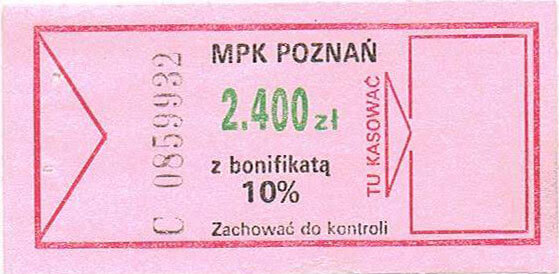 C 0859932
MPK POZNAŃ
2.400 zł
z bonifikatą
10%
Zachować do kontroli
TU KASOWAĆ